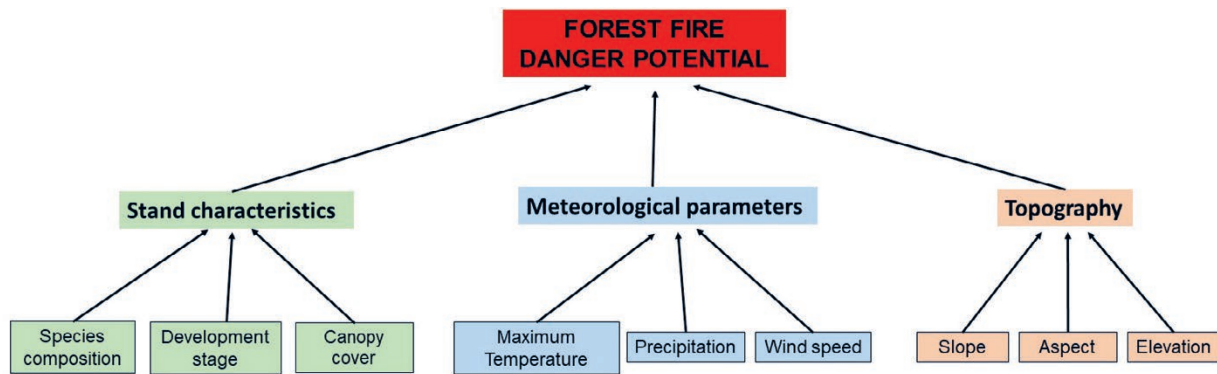 FOREST FIRE
DANGER POTENTIAL
Stand characteristics
Meteorological parameters
Topography
Species
composition
Development
stage
Canopy
cover
Maximum
Temperature
Precipitation
Wind speed
Slope
Aspect
Elevation